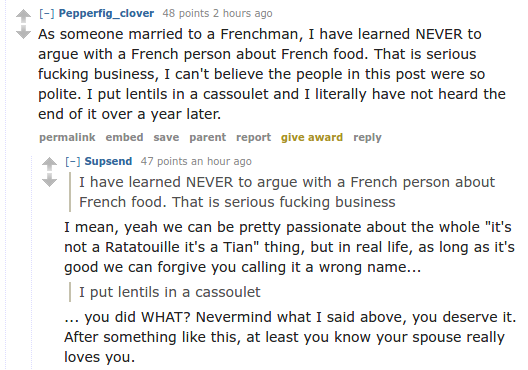 [–] Pepperfig_clover 48 points 2 hours ago
As someone married to a Frenchman, I have learned NEVER to
argue with a French person about French food. That is serious
fucking business, I can't believe the people in this post were so
polite. I put lentils in a cassoulet and I literally have not heard the
end of it over a year later.
permalink embed save parent report give award reply
[–] Supsend 47 points an hour ago
I have learned NEVER to argue with a French person about
French food. That is serious fucking business
I mean, yeah we can be pretty passionate about the whole "it's
not a Ratatouille it's a Tian" thing, but in real life, as long as it's
good we can forgive you calling it a wrong name...
I put lentils in a cassoulet
... you did WHAT? Nevermind what I said above, you deserve it.
After something like this, at least you know your spouse really
loves you.